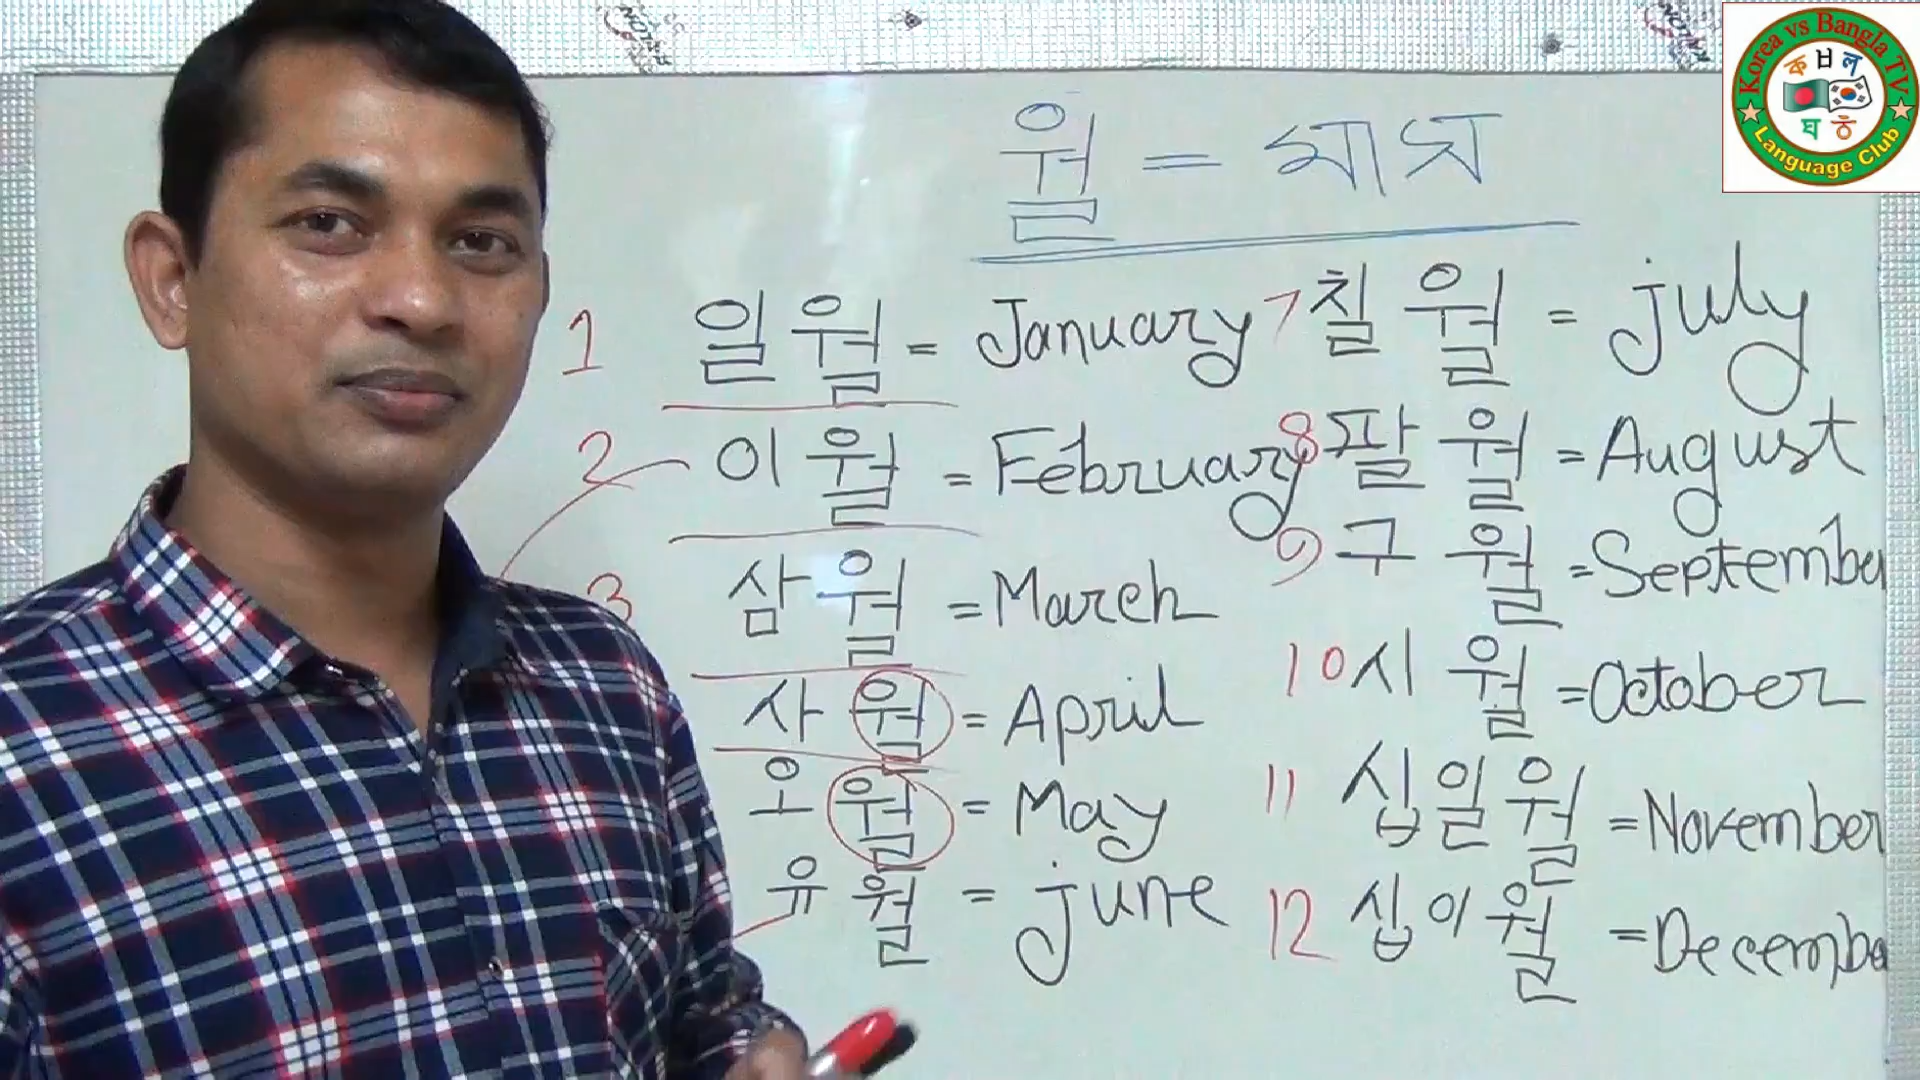 월 = মাস
1 일월 = January
2 이월 = February
3 삼월 = March
사월 = April
오월 = May
유월 = june
7 칠월 = july
8 팔월 = August
9 구월 = Septembe
10 시월 = October
11 십일월 = November
12 십이월 = Decembe
Korea vs Bangla TV
ক ㅂ ল
ঘ ㅎ
Language Club